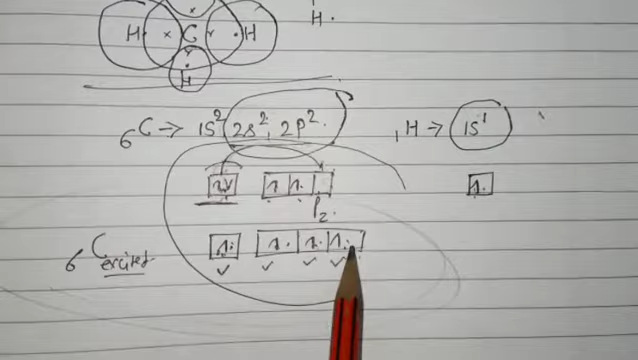 H C H H.
H
₆C → 1S² 2S², 2P². ₁H → 1S¹
P₂.
₆C excited